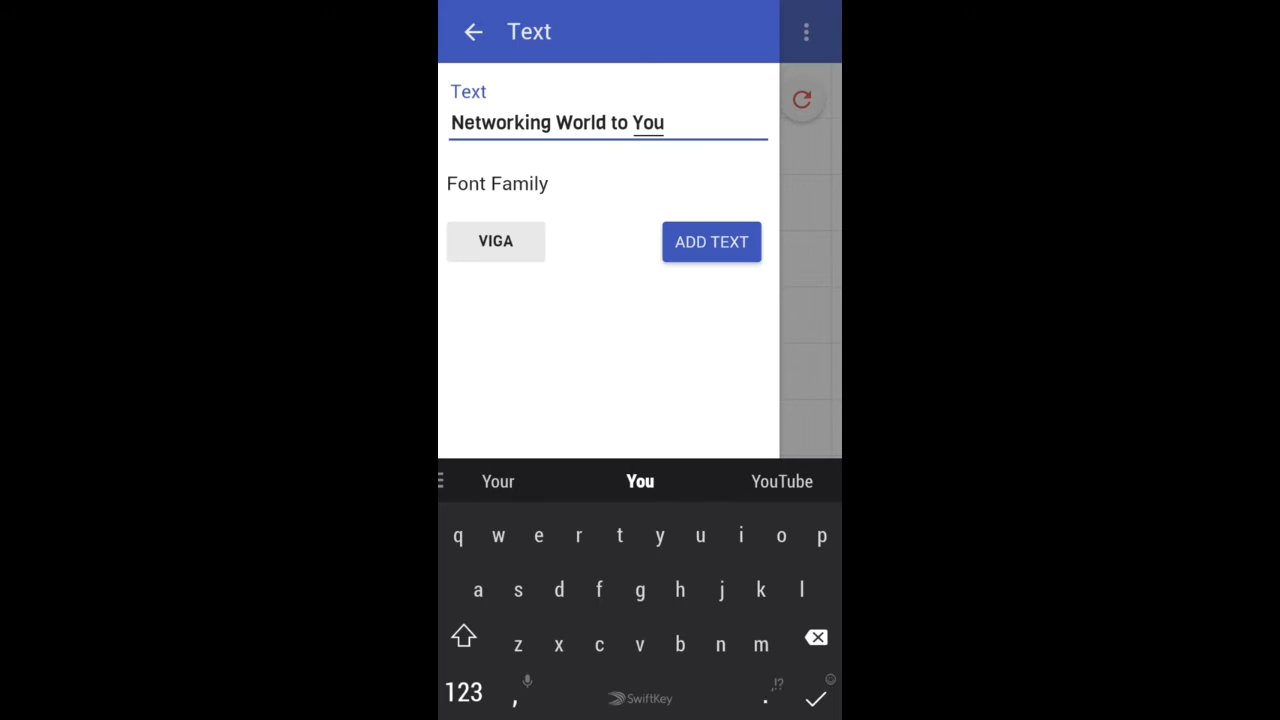 Text
Text
Networking World to You
Font Family
VIGA
ADD TEXT
Your You YouTube
q w e r t y u i o p
a s d f g h j k l
z x c v b n m
123 , SwiftKey . ,!?